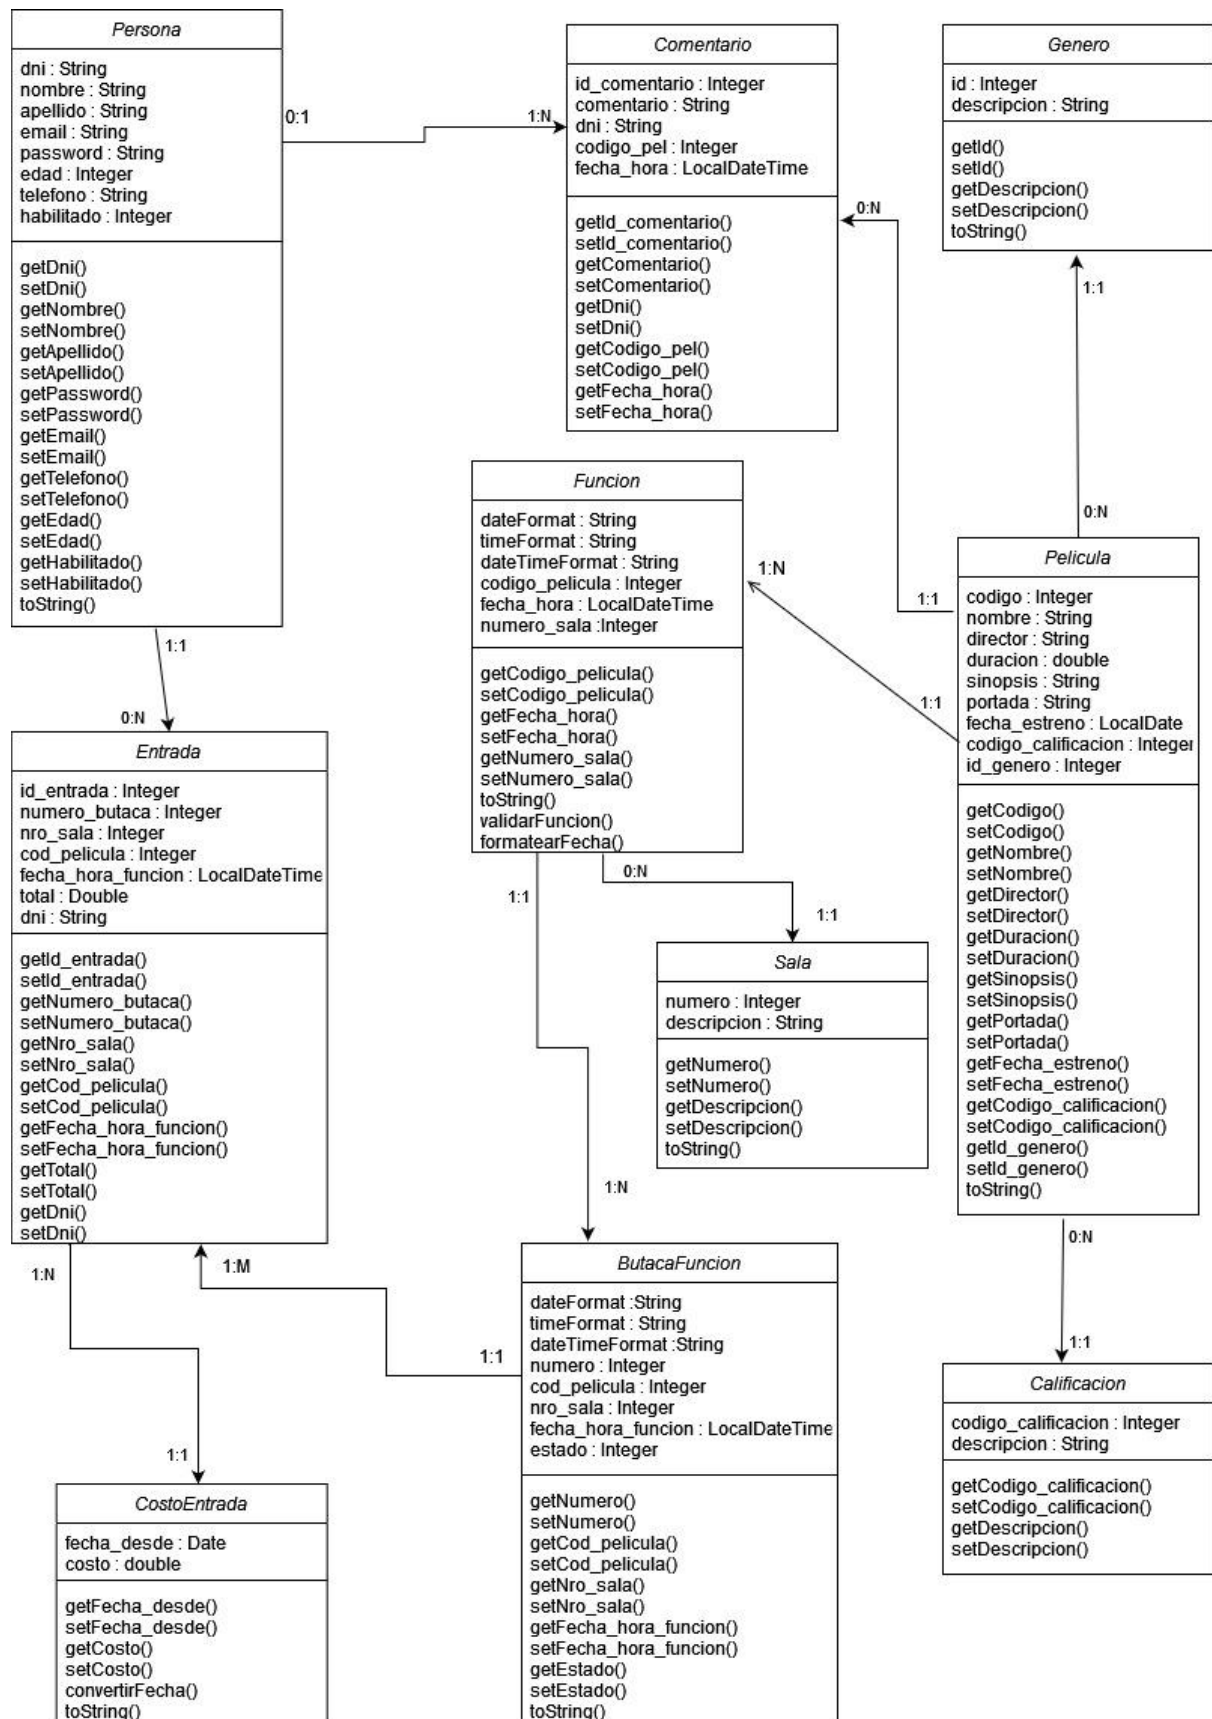 Persona
dni : String
nombre : String
apellido : String
email : String
password : String
edad : Integer
telefono : String
habilitado : Integer
getDni()
setDni()
getNombre()
setNombre()
getApellido()
setApellido()
getPassword()
setPassword()
getEmail()
setEmail()
getTelefono()
setTelefono()
getEdad()
setEdad()
getHabilitado()
setHabilitado()
toString()
0:1
1:N
Comentario
id_comentario : Integer
comentario : String
dni : String
codigo_pel : Integer
fecha_hora : LocalDateTime
getId_comentario()
setId_comentario()
getComentario()
setComentario()
getDni()
setDni()
getCodigo_pel()
setCodigo_pel()
getFecha_hora()
setFecha_hora()
0:N
1:1
Genero
id : Integer
descripcion : String
getId()
setId()
getDescripcion()
setDescripcion()
toString()
1:1
0:N
Funcion
dateFormat : String
timeFormat : String
dateTimeFormat : String
codigo_pelicula : Integer
fecha_hora : LocalDateTime
numero_sala :Integer
getCodigo_pelicula()
setCodigo_pelicula()
getFecha_hora()
setFecha_hora()
getNumero_sala()
setNumero_sala()
toString()
validarFuncion()
formatearFecha()
1:N
1:1
Pelicula
codigo : Integer
nombre : String
director : String
duracion : double
sinopsis : String
portada : String
fecha_estreno : LocalDate
codigo_calificacion : Integer
id_genero : Integer
getCodigo()
setCodigo()
getNombre()
setNombre()
getDirector()
setDirector()
getDuracion()
setDuracion()
getSinopsis()
setSinopsis()
getPortada()
setPortada()
getFecha_estreno()
setFecha_estreno()
getCodigo_calificacion()
setCodigo_calificacion()
getId_genero()
setId_genero()
toString()
1:1
0:N
Entrada
id_entrada : Integer
numero_butaca : Integer
nro_sala : Integer
cod_pelicula : Integer
fecha_hora_funcion : LocalDateTime
total : Double
dni : String
getId_entrada()
setId_entrada()
getNumero_butaca()
setNumero_butaca()
getNro_sala()
setNro_sala()
getCod_pelicula()
setCod_pelicula()
getFecha_hora_funcion()
setFecha_hora_funcion()
getTotal()
setTotal()
getDni()
setDni()
0:N
1:1
1:1
Sala
numero : Integer
descripcion : String
getNumero()
setNumero()
getDescripcion()
setDescripcion()
toString()
1:N
1:N
1:M
1:1
ButacaFuncion
dateFormat :String
timeFormat : String
dateTimeFormat :String
numero : Integer
cod_pelicula : Integer
nro_sala : Integer
fecha_hora_funcion : LocalDateTime
estado : Integer
getNumero()
setNumero()
getCod_pelicula()
setCod_pelicula()
getNro_sala()
setNro_sala()
getFecha_hora_funcion()
setFecha_hora_funcion()
getEstado()
setEstado()
toString()
0:N
1:1
Calificacion
codigo_calificacion : Integer
descripcion : String
getCodigo_calificacion()
setCodigo_calificacion()
getDescripcion()
setDescripcion()
1:1
CostoEntrada
fecha_desde : Date
costo : double
getFecha_desde()
setFecha_desde()
getCosto()
setCosto()
convertirFecha()
toString()